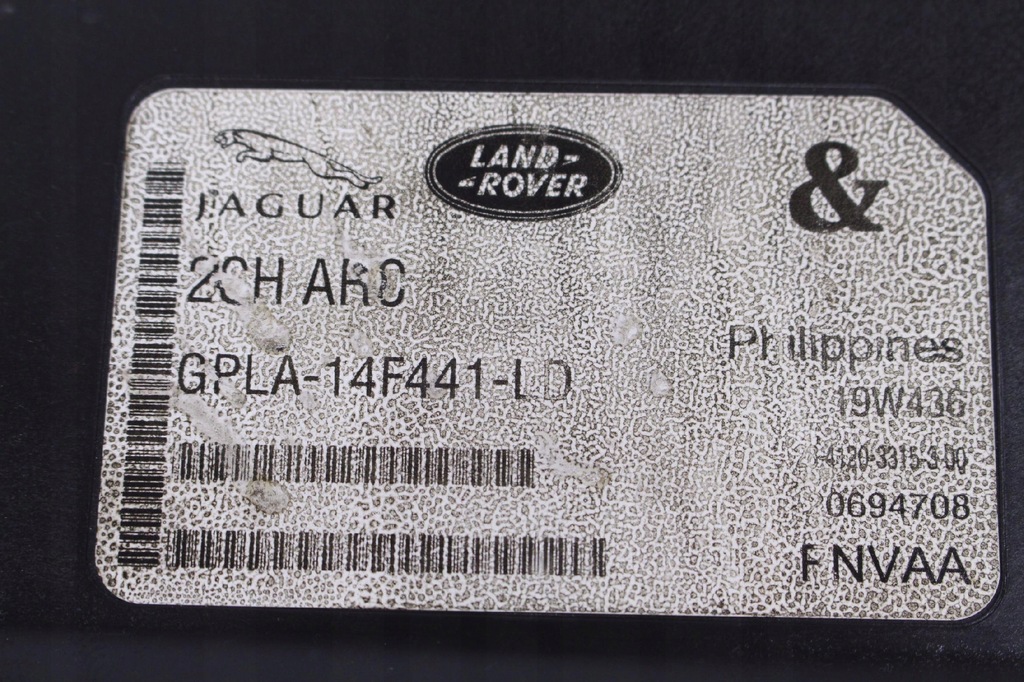 JAGUAR
LAND-
-ROVER
&
2CH ARC
GPLA-14F441-LD
Philippines
19W436
0694708
FNVAA